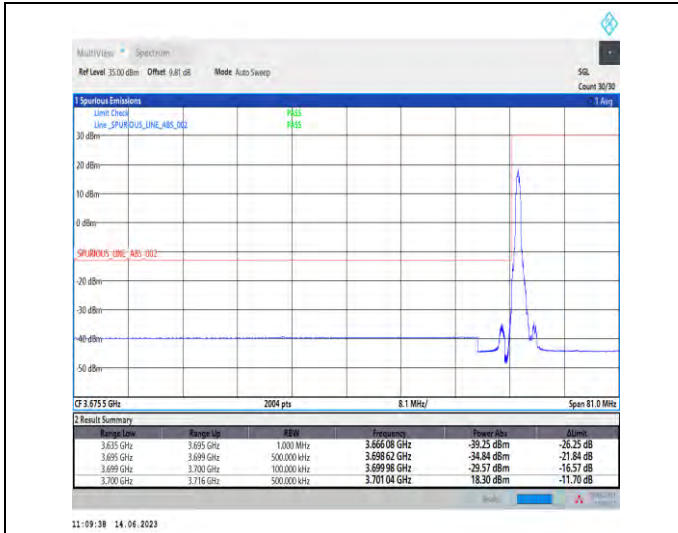 MultiView Spectrum
Ref Level 35.00 dBm Offset 9.81 dB Mode Auto Sweep SGL
Count 30/30
1 Spurious Emissions 1 Avg
Limit Check PASS
Line _SPURIOUS_LINE_ABS_002 PASS
30 dBm
20 dBm
10 dBm
0 dBm
SPURIOUS_LINE_ABS_002
-20 dBm
-30 dBm
-40 dBm
-50 dBm
CF 3.6755 GHz 2004 pts 8.1 MHz/ Span 81.0 MHz
2 Result Summary
Range Low Range Up RBW Frequency Power Abs ΔLimit
3.635 GHz 3.695 GHz 1.000 MHz 3.666 08 GHz -39.25 dBm -26.25 dB
3.695 GHz 3.699 GHz 500.000 kHz 3.698 62 GHz -34.84 dBm -21.84 dB
3.699 GHz 3.700 GHz 100.000 kHz 3.699 98 GHz -29.57 dBm -16.57 dB
3.700 GHz 3.716 GHz 500.000 kHz 3.701 04 GHz 18.30 dBm -11.70 dB
11:09:38 14.06.2023